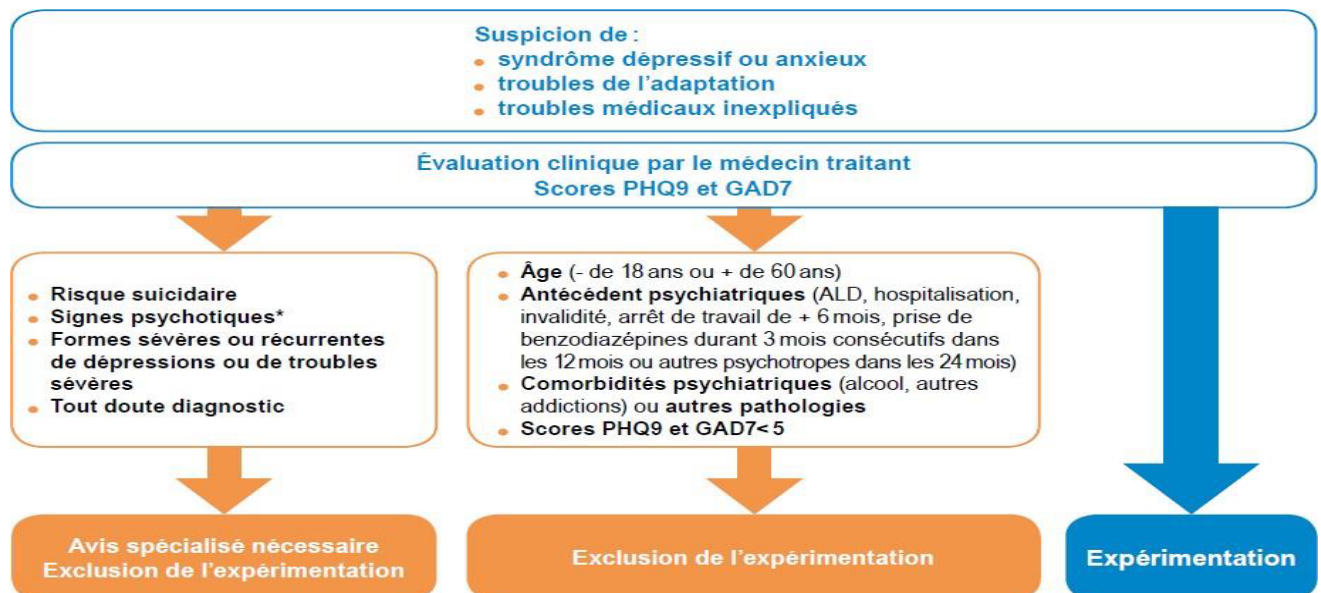 Suspicion de :
• syndrôme dépressif ou anxieux
• troubles de l'adaptation
• troubles médicaux inexpliqués
Évaluation clinique par le médecin traitant
Scores PHQ9 et GAD7
• Risque suicidaire
• Signes psychotiques*
• Formes sévères ou récurrentes
de dépressions ou de troubles
sévères
• Tout doute diagnostic
• Âge (- de 18 ans ou + de 60 ans)
• Antécédent psychiatriques (ALD, hospitalisation,
invalidité, arrêt de travail de + 6 mois, prise de
benzodiazépines durant 3 mois consécutifs dans
les 12 mois ou autres psychotropes dans les 24 mois)
• Comorbidités psychiatriques (alcool, autres
addictions) ou autres pathologies
• Scores PHQ9 et GAD7< 5
Avis spécialisé nécessaire
Exclusion de l'expérimentation
Exclusion de l'expérimentation
Expérimentation